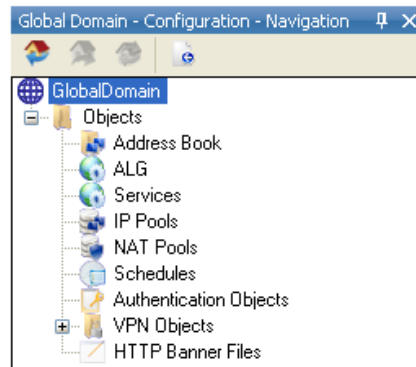 Global Domain - Configuration - Navigation
GlobalDomain
Objects
Address Book
ALG
Services
IP Pools
NAT Pools
Schedules
Authentication Objects
VPN Objects
HTTP Banner Files